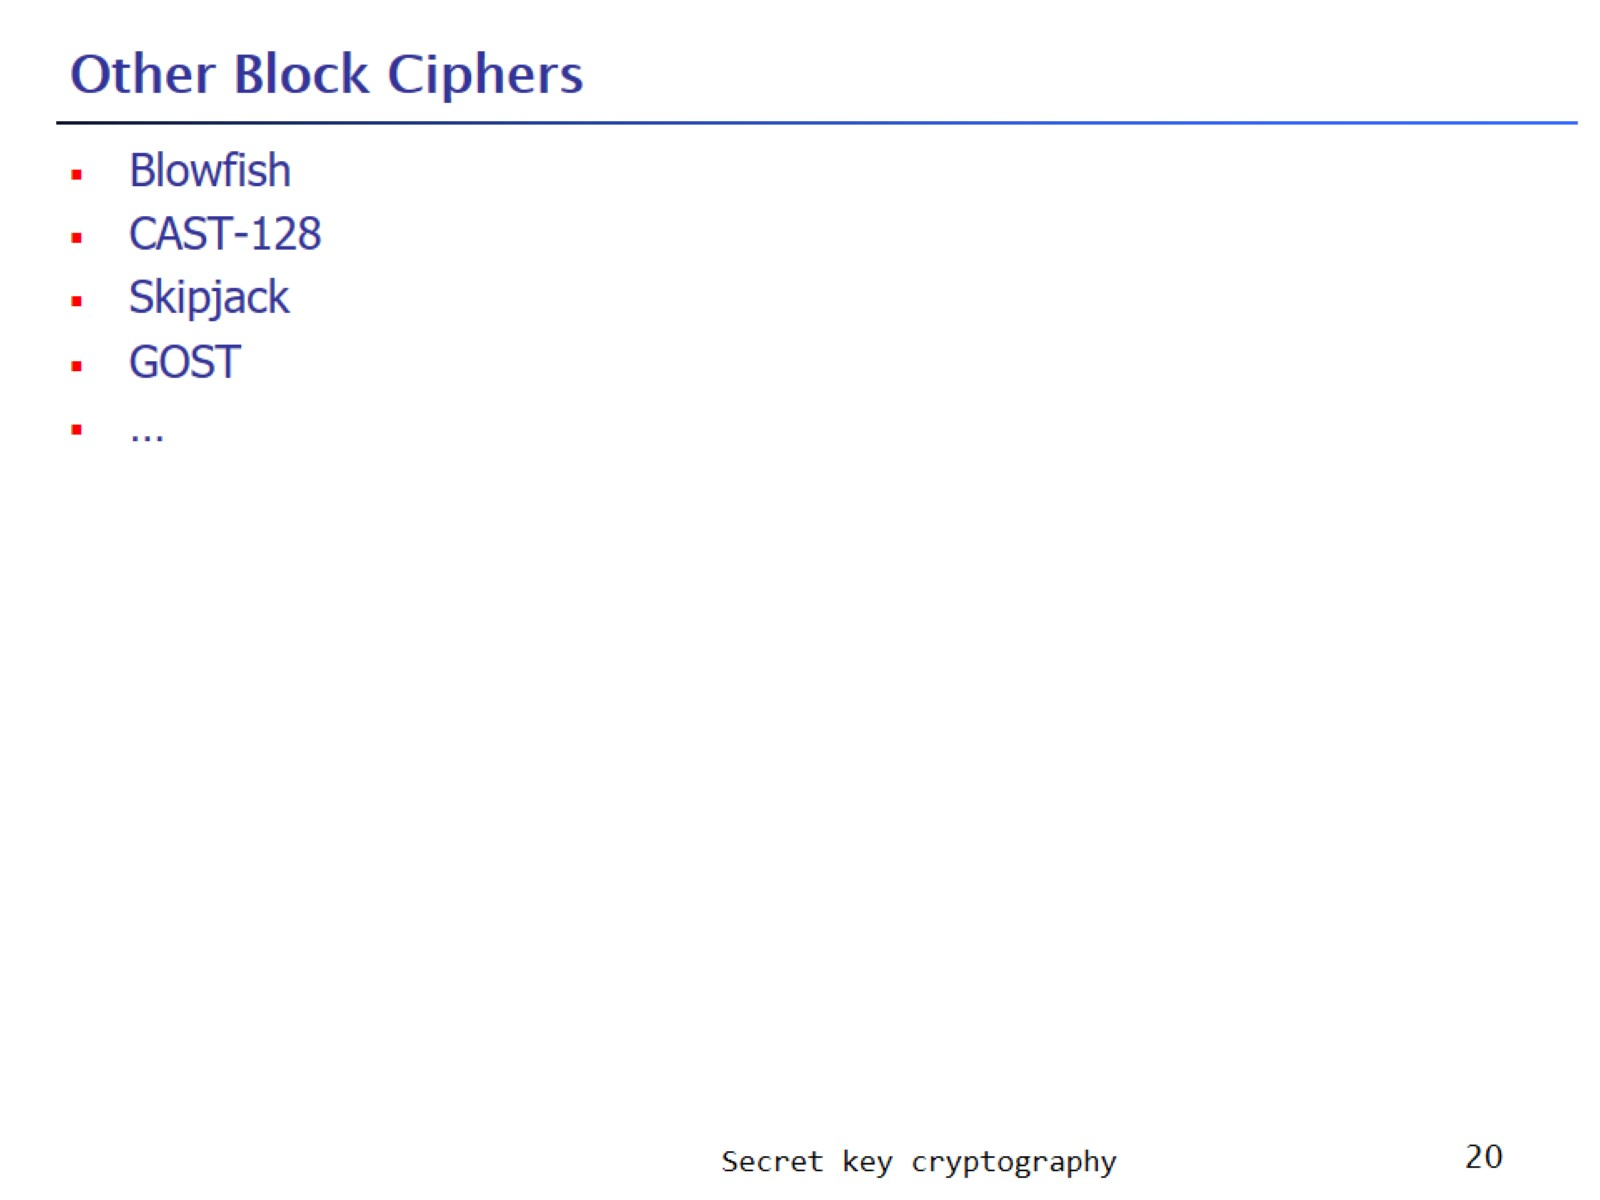 Other Block Ciphers
▪ Blowfish
▪ CAST-128
▪ Skipjack
▪ GOST
▪ ...
Secret key cryptography
20